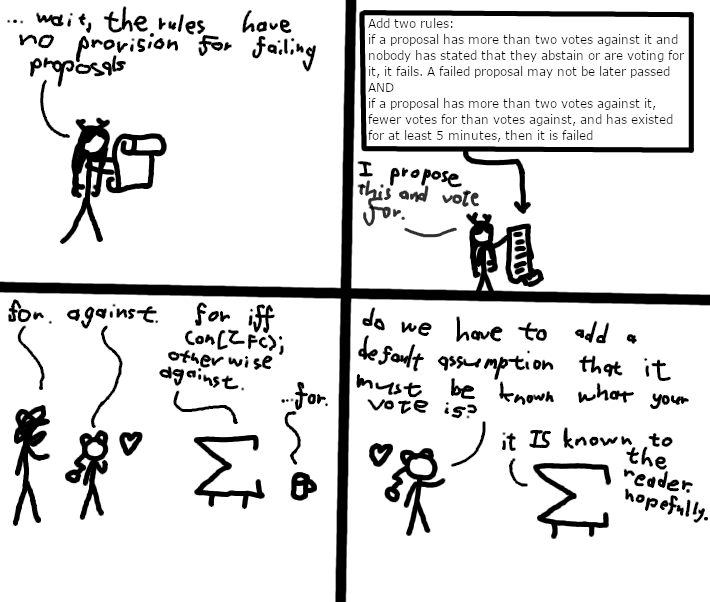 ... wait, the rules have
no provision for failing
proposals
Add two rules:
if a proposal has more than two votes against it and
nobody has stated that they abstain or are voting for
it, it fails. A failed proposal may not be later passed
AND
if a proposal has more than two votes against it,
fewer votes for than votes against, and has existed
for at least 5 minutes, then it is failed
I propose
this and vote
for.
for.
against.
for iff
Con(ZFC);
otherwise
against.
...for.
do we have to add a
default assumption that it
must be known what your
vote is?
it IS known to
the
reader.
hopefully.